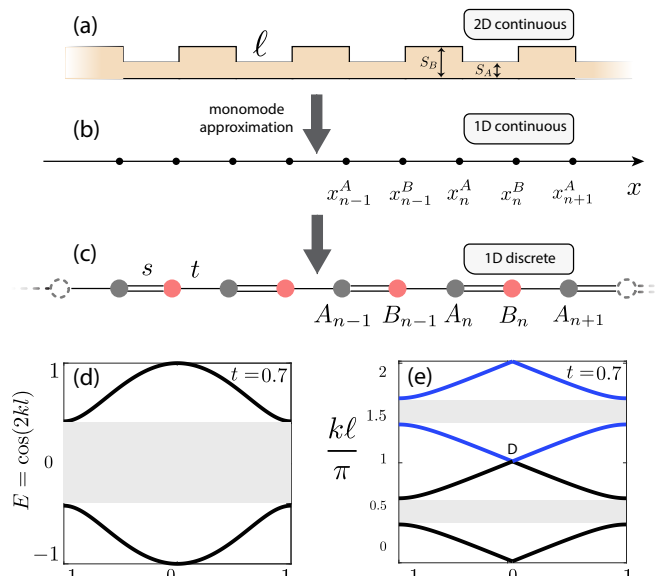 (a)
2D continuous
ℓ
S_B
S_A
monomode
approximation
(b)
1D continuous
x^A_{n−1} x^B_{n−1} x^A_n x^B_n x^A_{n+1}
x
(c)
1D discrete
s t
A_{n−1} B_{n−1} A_n B_n A_{n+1}
(d)
t = 0.7
E = cos(2kl)
1
0
−1
(e)
t = 0.7
kℓ/π
2
1.5
1
0.5
0
D